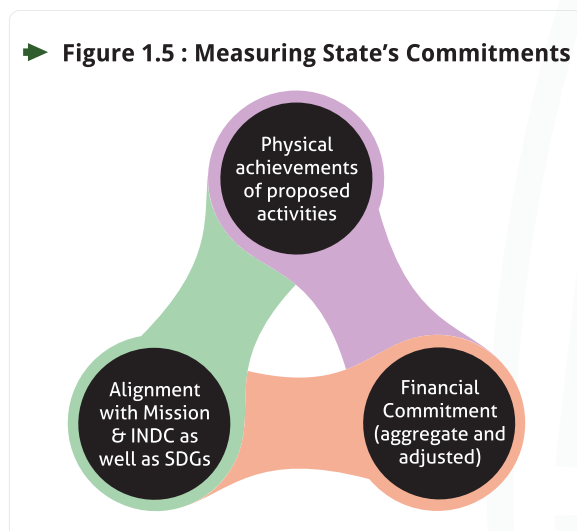 Figure 1.5 : Measuring State’s Commitments
Physical
achievements
of proposed
activities
Alignment
with Mission
& INDC as
well as SDGs
Financial
Commitment
(aggregate and
adjusted)